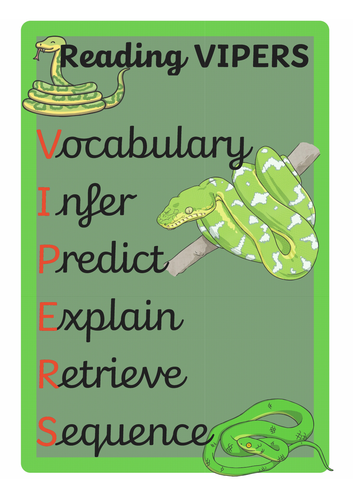 Reading VIPERS
Vocabulary
Infer
Predict
Explain
Retrieve
Sequence